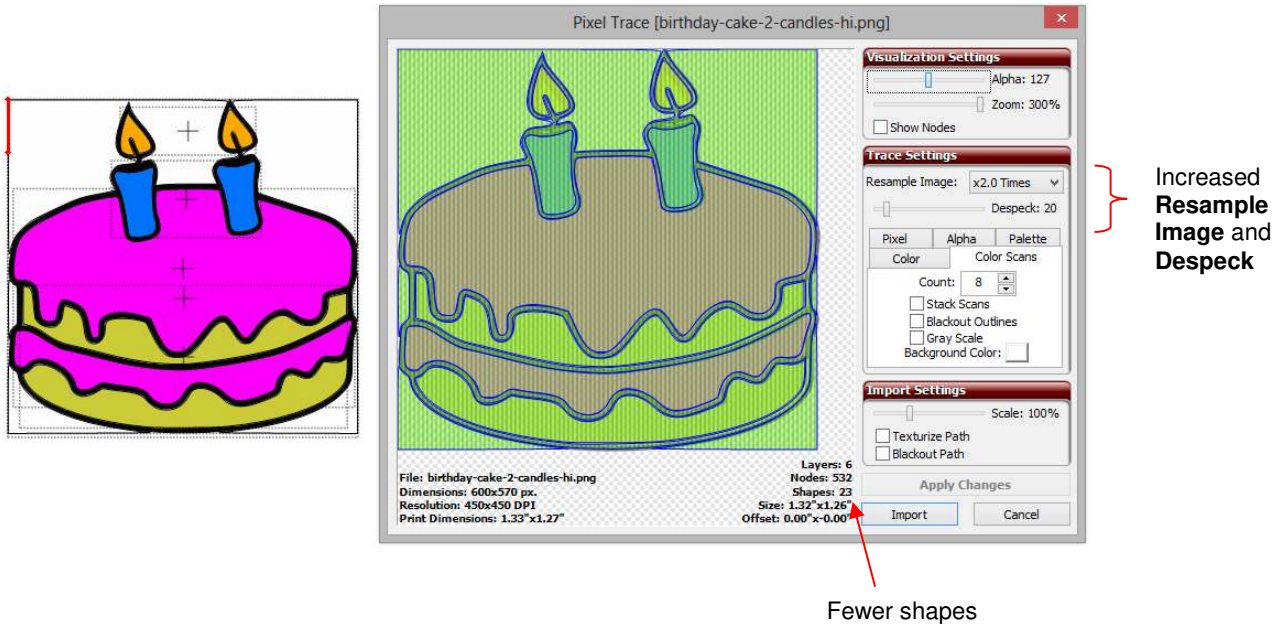 Pixel Trace [birthday-cake-2-candles-hi.png]
Visualization Settings
Alpha: 127
Zoom: 300%
Show Nodes
Trace Settings
Resample Image: x2.0 Times
Despeck: 20
Pixel Alpha Palette
Color Color Scans
Count: 8
Stack Scans
Blackout Outlines
Gray Scale
Background Color:
Import Settings
Scale: 100%
Texturize Path
Blackout Path
Apply Changes
Import Cancel
Layers: 6
File: birthday-cake-2-candles-hi.png Nodes: 532
Dimensions: 600x570 px. Shapes: 23
Resolution: 450x450 DPI Size: 1.32"x1.26"
Print Dimensions: 1.33"x1.27" Offset: 0.00"x-0.00"
Increased
Resample
Image and
Despeck
Fewer shapes